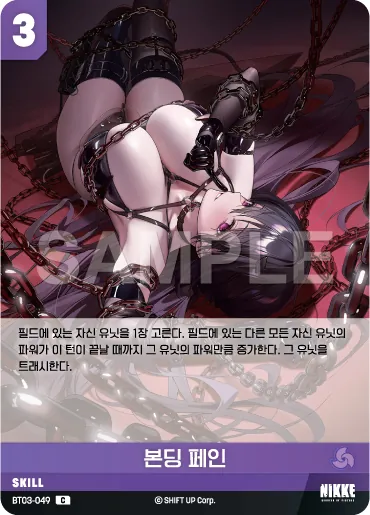 3
SAMPLE
필드에 있는 자신 유닛을 1장 고른다. 필드에 있는 다른 모든 자신 유닛의
파워가 이 턴이 끝날 때까지 그 유닛의 파워만큼 증가한다. 그 유닛을
트래시한다.
본딩 페인
SKILL
BT03-049 C
© SHIFT UP Corp.
NIKKE